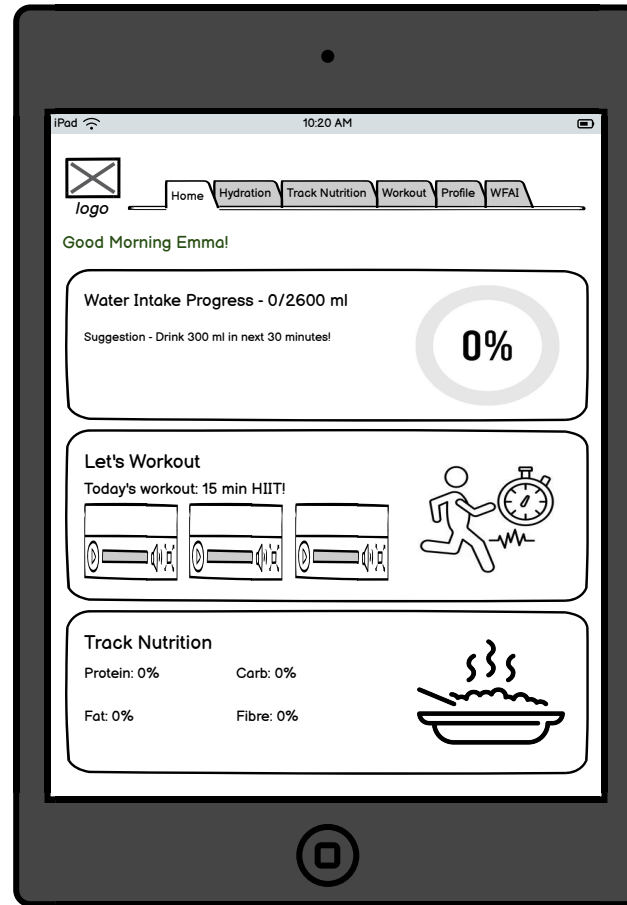 iPad 10:20 AM
logo
Home Hydration Track Nutrition Workout Profile WFAI
Good Morning Emma!
Water Intake Progress - 0/2600 ml
Suggestion - Drink 300 ml in next 30 minutes!
0%
Let's Workout
Today's workout: 15 min HIIT!
Track Nutrition
Protein: 0% Carb: 0%
Fat: 0% Fibre: 0%